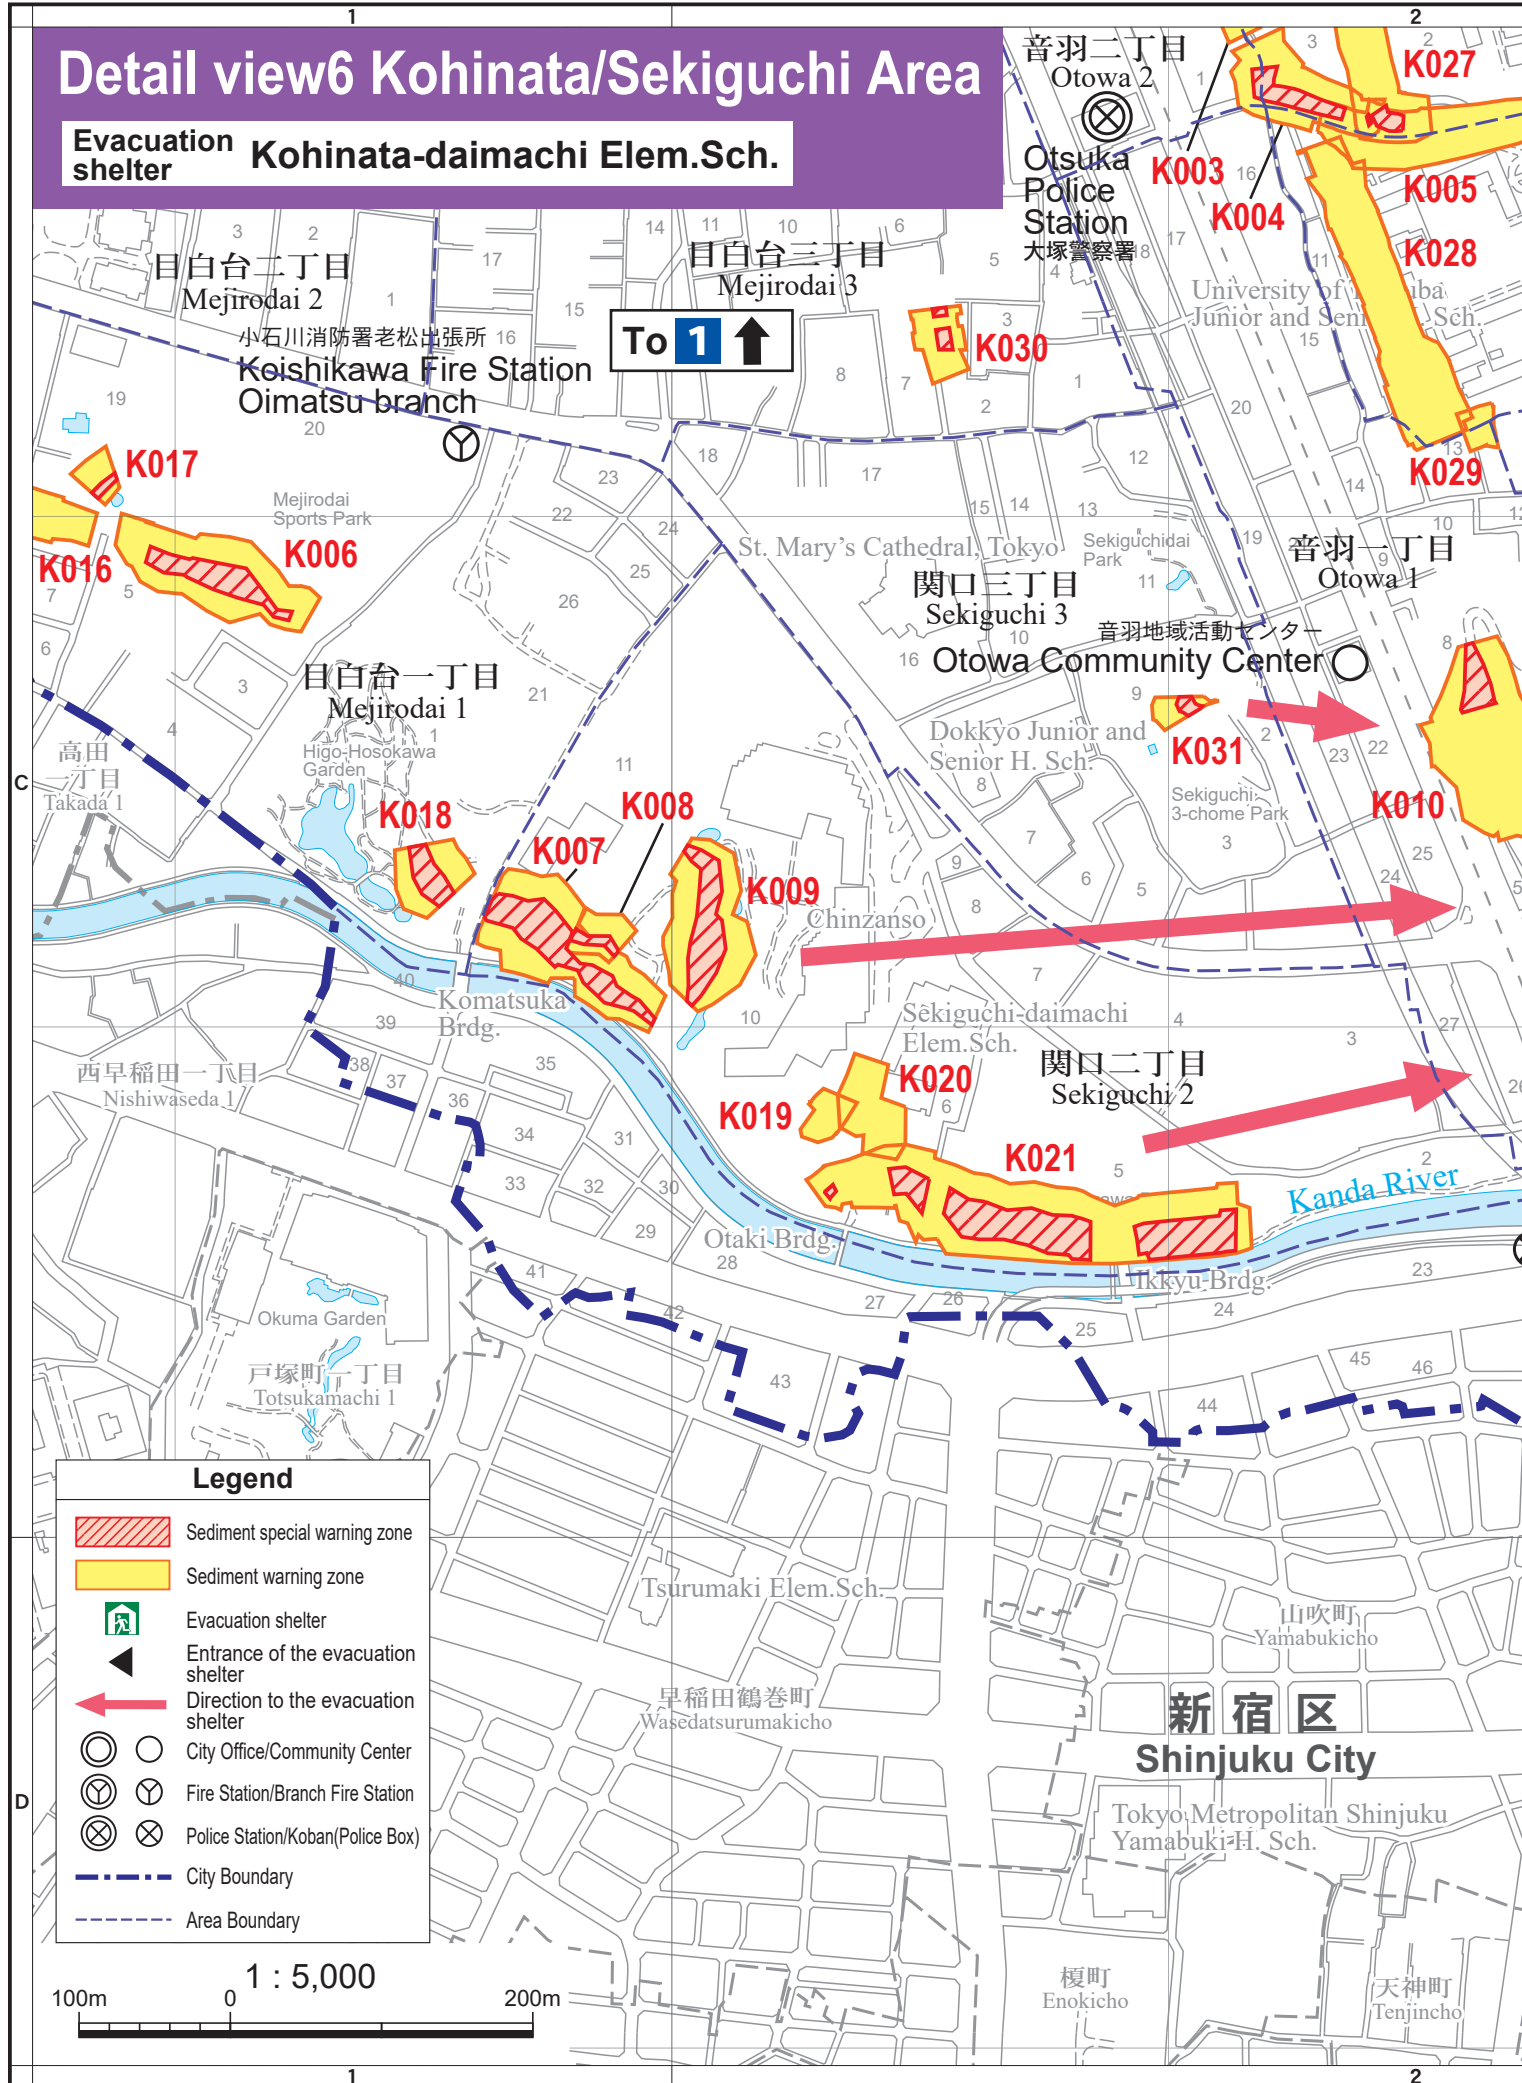 1
2
Detail view6 Kohinata/Sekiguchi Area
Evacuation
shelter
Kohinata-daimachi Elem.Sch.
音羽二丁目
Otowa 2
Otsuka
Police
Station
大塚警察署
K003
K004
K027
K005
K028
K029
University of
Junior and Seni
Sch.
目白台二丁目
Mejirodai 2
目白台三丁目
Mejirodai 3
小石川消防署老松出張所
Koishikawa Fire Station
Oimatsu branch
To 1
K030
K017
K016
K006
Mejirodai
Sports Park
St. Mary's Cathedral, Tokyo
Sekiguchidai
Park
関口三丁目
Sekiguchi 3
音羽一丁目
Otowa 1
音羽地域活動センター
Otowa Community Center
目白台一丁目
Mejirodai 1
Higo-Hosokawa
Garden
高田
一丁目
Takada 1
Dokkyo Junior and
Senior H. Sch.
K031
Sekiguchi
3-chome Park
K010
C
K018
K007
K008
K009
Chinzanso
Komatsuka
Brdg.
Sekiguchi-daimachi
Elem.Sch.
関口二丁目
Sekiguchi 2
西早稲田一丁目
Nishiwaseda 1
K019
K020
K021
Kanda River
Otaki Brdg.
Ikkyu Brdg.
Okuma Garden
戸塚町一丁目
Totsukamachi 1
Legend
Sediment special warning zone
Sediment warning zone
Evacuation shelter
Entrance of the evacuation
shelter
Direction to the evacuation
shelter
City Office/Community Center
Fire Station/Branch Fire Station
Police Station/Koban(Police Box)
City Boundary
Area Boundary
Tsurumaki Elem.Sch.
山吹町
Yamabukicho
早稲田鶴巻町
Wasedatsurumakicho
新宿区
Shinjuku City
D
Tokyo Metropolitan Shinjuku
Yamabuki H. Sch.
榎町
Enokicho
天神町
Tenjincho
1 : 5,000
100m
0
200m
1
2